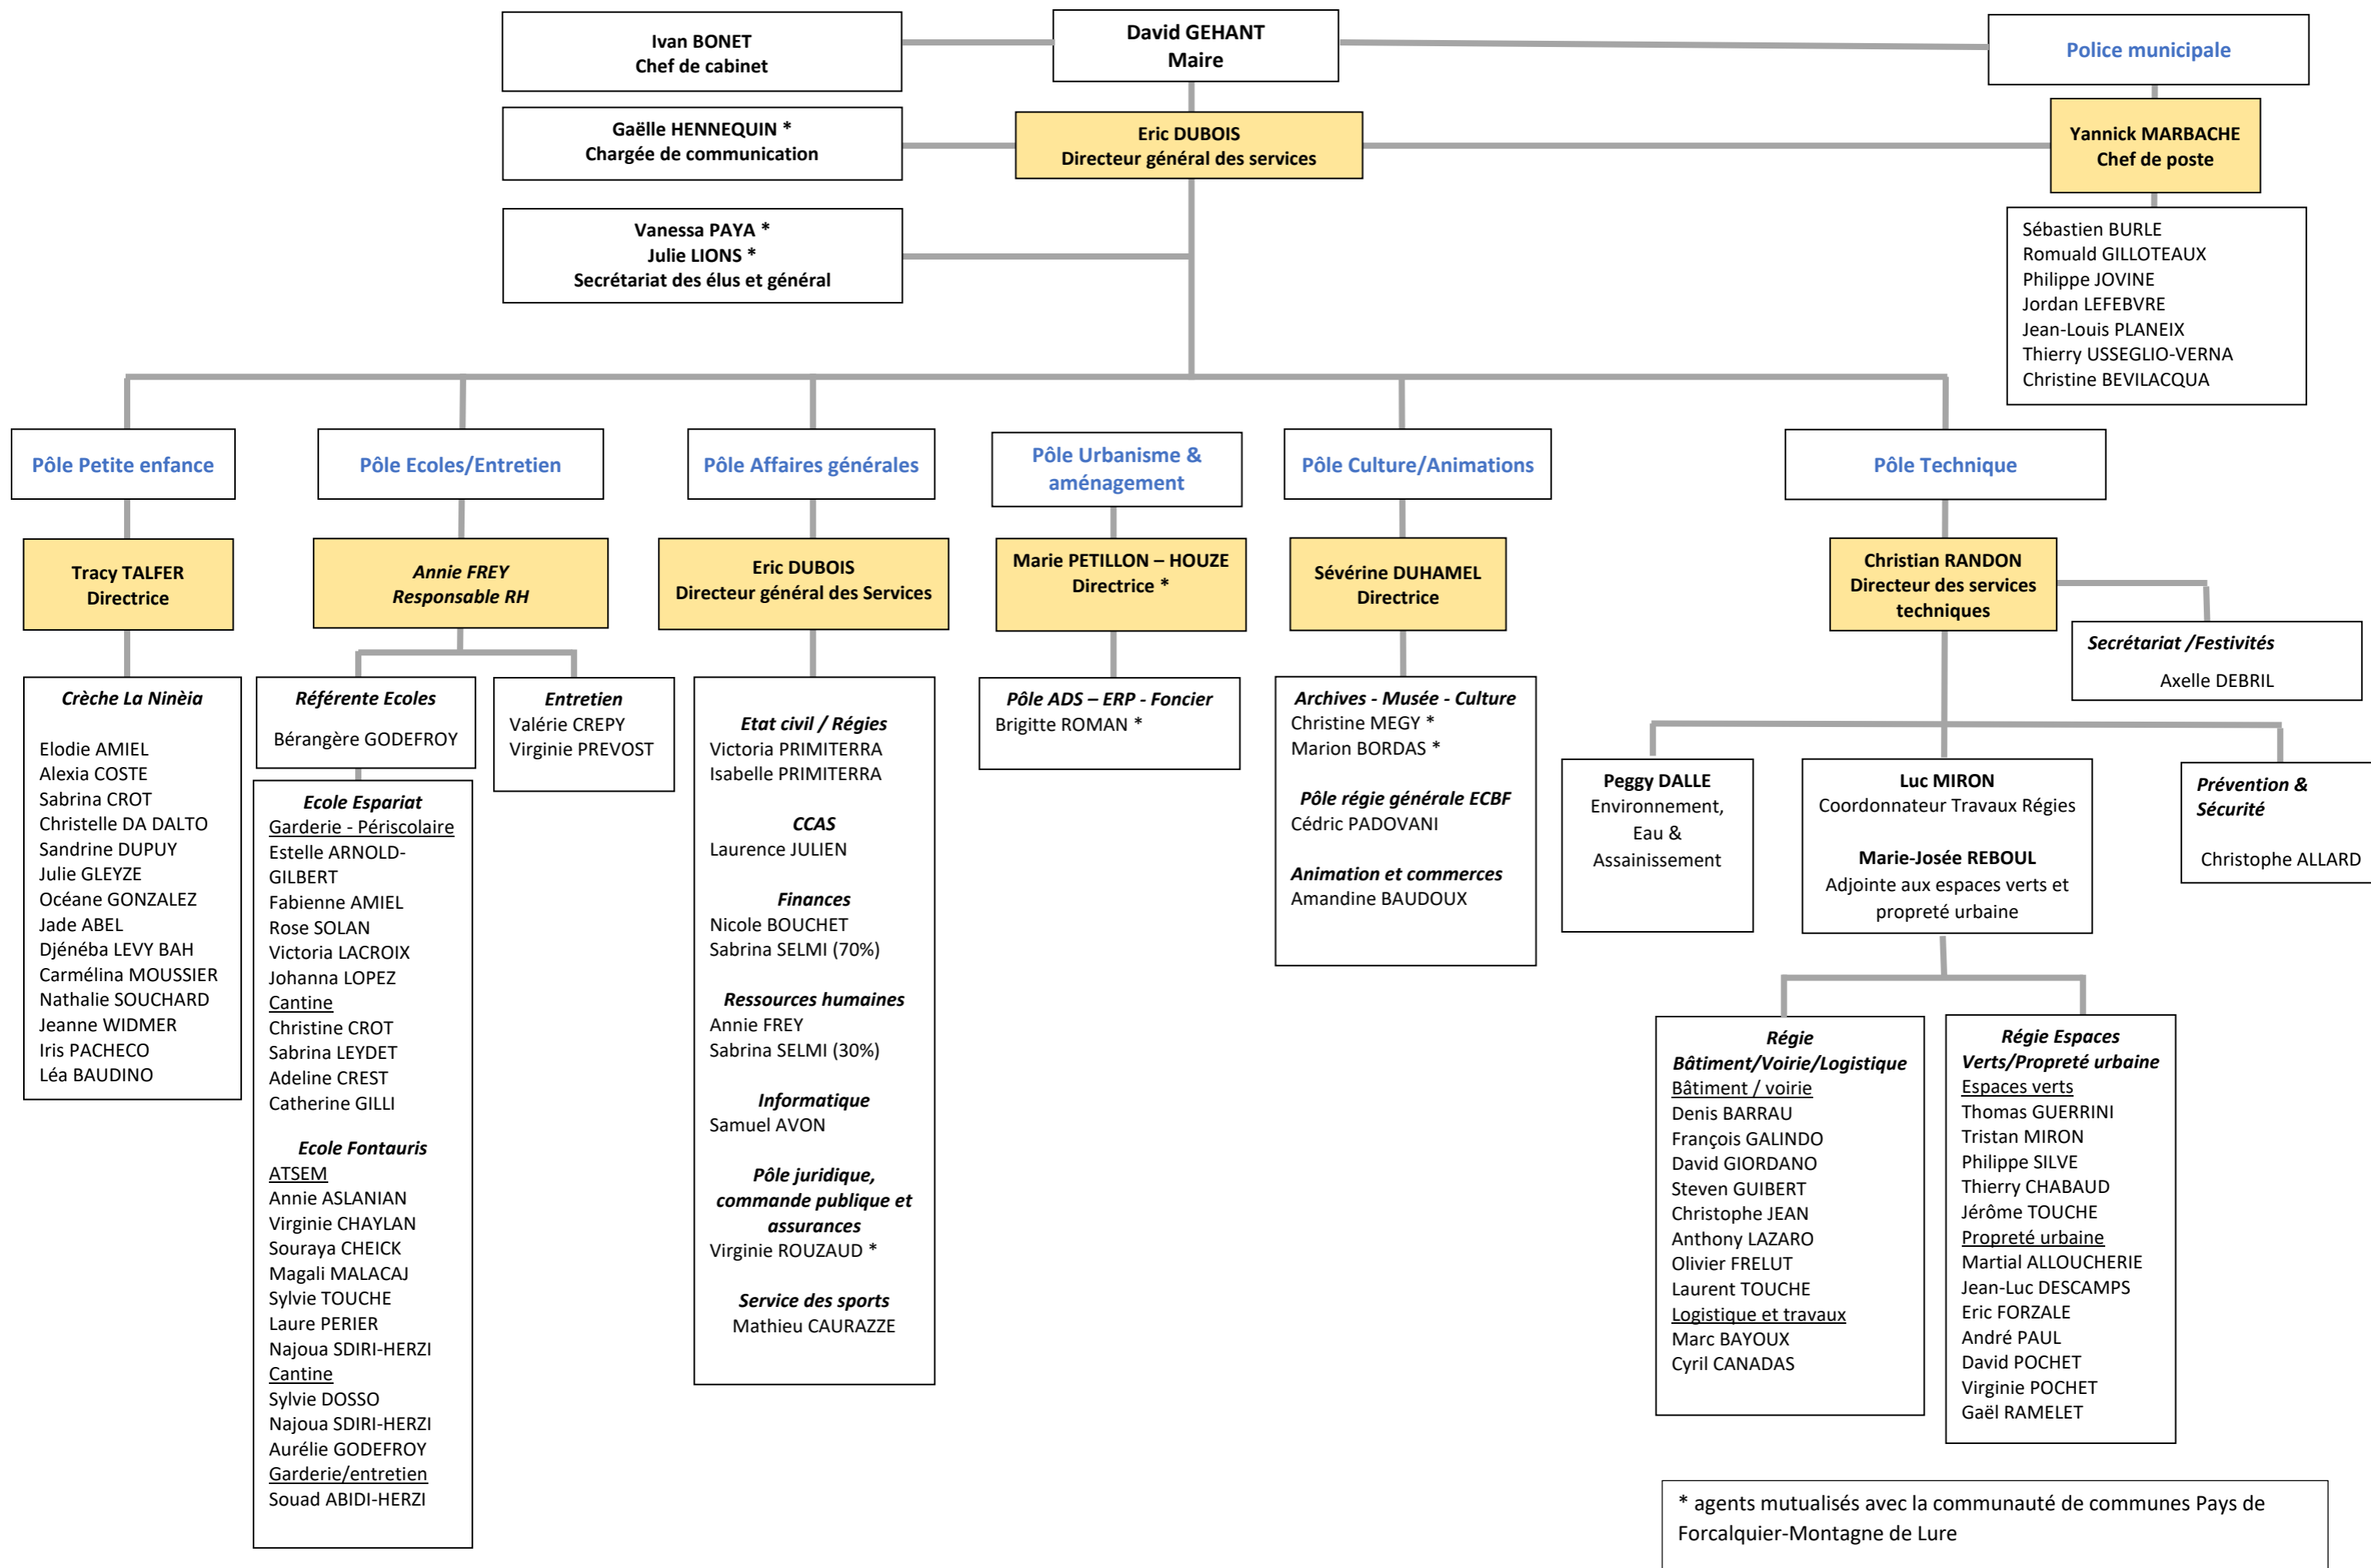 Ivan BONET
Chef de cabinet
David GEHANT
Maire
Police municipale
Gaëlle HENNEQUIN *
Chargée de communication
Eric DUBOIS
Directeur général des services
Yannick MARBACHE
Chef de poste
Vanessa PAYA *
Julie LIONS *
Secrétariat des élus et général
Sébastien BURLE
Romuald GILLOTEAUX
Philippe JOVINE
Jordan LEFEBVRE
Jean-Louis PLANEIX
Thierry USSEGLIO-VERNA
Christine BEVILACQUA
Pôle Petite enfance
Tracy TALFER
Directrice
Crèche La Ninèia
Elodie AMIEL
Alexia COSTE
Sabrina CROT
Christelle DA DALTO
Sandrine DUPUY
Julie GLEYZE
Océane GONZALEZ
Jade ABEL
Djénéba LEVY BAH
Carmélina MOUSSIER
Nathalie SOUCHARD
Jeanne WIDMER
Iris PACHECO
Léa BAUDINO
Pôle Ecoles/Entretien
Annie FREY
Responsable RH
Référente Ecoles
Bérangère GODEFROY
Entretien
Valérie CREPY
Virginie PREVOST
Ecole Espariat
Garderie - Périscolaire
Estelle ARNOLD-
GILBERT
Fabienne AMIEL
Rose SOLAN
Victoria LACROIX
Johanna LOPEZ
Cantine
Christine CROT
Sabrina LEYDET
Adeline CREST
Catherine GILLI
Ecole Fontauris
ATSEM
Annie ASLANIAN
Virginie CHAYLAN
Souraya CHEICK
Magali MALACAJ
Sylvie TOUCHE
Laure PERIER
Najoua SDIRI-HERZI
Cantine
Sylvie DOSSO
Najoua SDIRI-HERZI
Aurélie GODEFROY
Garderie/entretien
Souad ABIDI-HERZI
Pôle Affaires générales
Eric DUBOIS
Directeur général des Services
Etat civil / Régies
Victoria PRIMITERRA
Isabelle PRIMITERRA
CCAS
Laurence JULIEN
Finances
Nicole BOUCHET
Sabrina SELMI (70%)
Ressources humaines
Annie FREY
Sabrina SELMI (30%)
Informatique
Samuel AVON
Pôle juridique,
commande publique et
assurances
Virginie ROUZAUD *
Service des sports
Mathieu CAURAZZE
Pôle Urbanisme &
aménagement
Marie PETILLON – HOUZE
Directrice *
Pôle ADS – ERP - Foncier
Brigitte ROMAN *
Pôle Culture/Animations
Sévérine DUHAMEL
Directrice
Archives - Musée - Culture
Christine MEGY *
Marion BORDAS *
Pôle régie générale ECBF
Cédric PADOVANI
Animation et commerces
Amandine BAUDOUX
Pôle Technique
Christian RANDON
Directeur des services
techniques
Secrétariat /Festivités
Axelle DEBRIL
Peggy DALLE
Environnement,
Eau &
Assainissement
Luc MIRON
Coordonnateur Travaux Régies
Marie-Josée REBOUL
Adjointe aux espaces verts et
propreté urbaine
Prévention &
Sécurité
Christophe ALLARD
Régie
Bâtiment/Voirie/Logistique
Bâtiment / voirie
Denis BARRAU
François GALINDO
David GIORDANO
Steven GUIBERT
Christophe JEAN
Anthony LAZARO
Olivier FRELUT
Laurent TOUCHE
Logistique et travaux
Marc BAYOUX
Cyril CANADAS
Régie Espaces
Verts/Propreté urbaine
Espaces verts
Thomas GUERRINI
Tristan MIRON
Philippe SILVE
Thierry CHABAUD
Jérôme TOUCHE
Propreté urbaine
Martial ALLOUCHERIE
Jean-Luc DESCAMPS
Eric FORZALE
André PAUL
David POCHET
Virginie POCHET
Gaël RAMELET
* agents mutualisés avec la communauté de communes Pays de
Forcalquier-Montagne de Lure